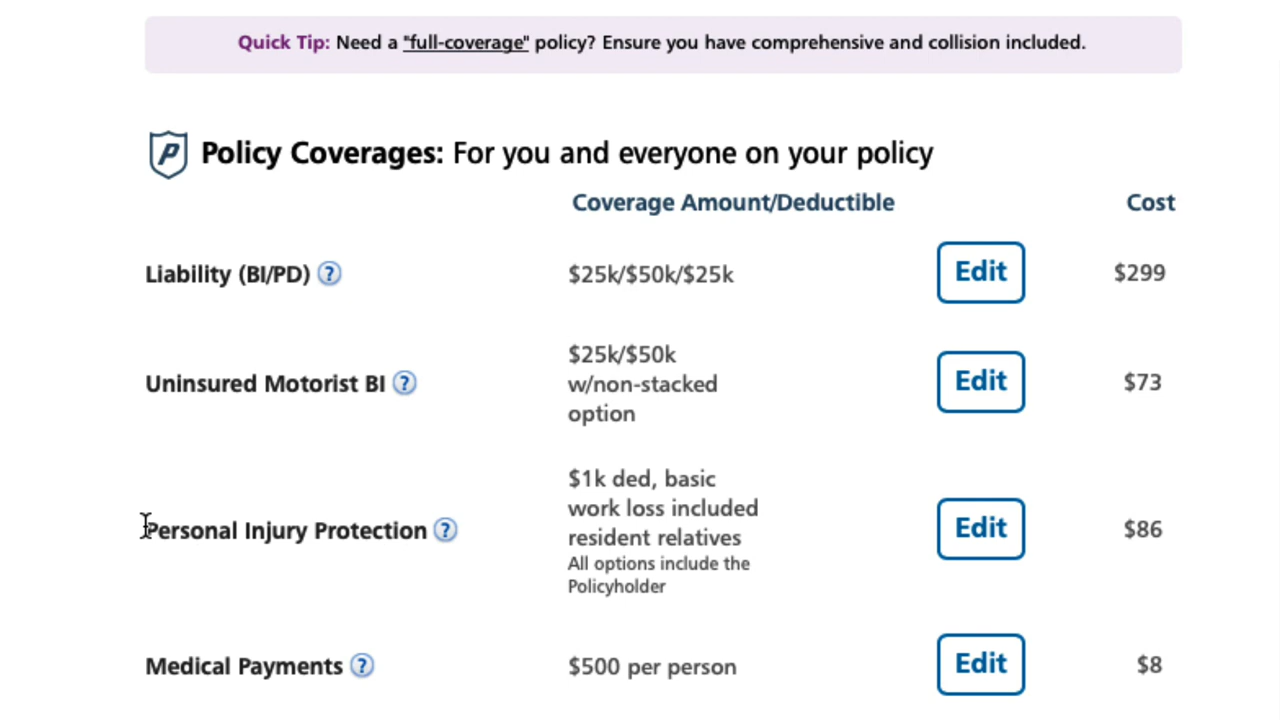 Quick Tip: Need a "full-coverage" policy? Ensure you have comprehensive and collision included.
P Policy Coverages: For you and everyone on your policy
Coverage Amount/Deductible Cost
Liability (BI/PD) ? $25k/$50k/$25k Edit $299
Uninsured Motorist BI ? $25k/$50k
w/non-stacked
option Edit $73
Personal Injury Protection ? $1k ded, basic
work loss included
resident relatives
All options include the
Policyholder Edit $86
Medical Payments ? $500 per person Edit $8